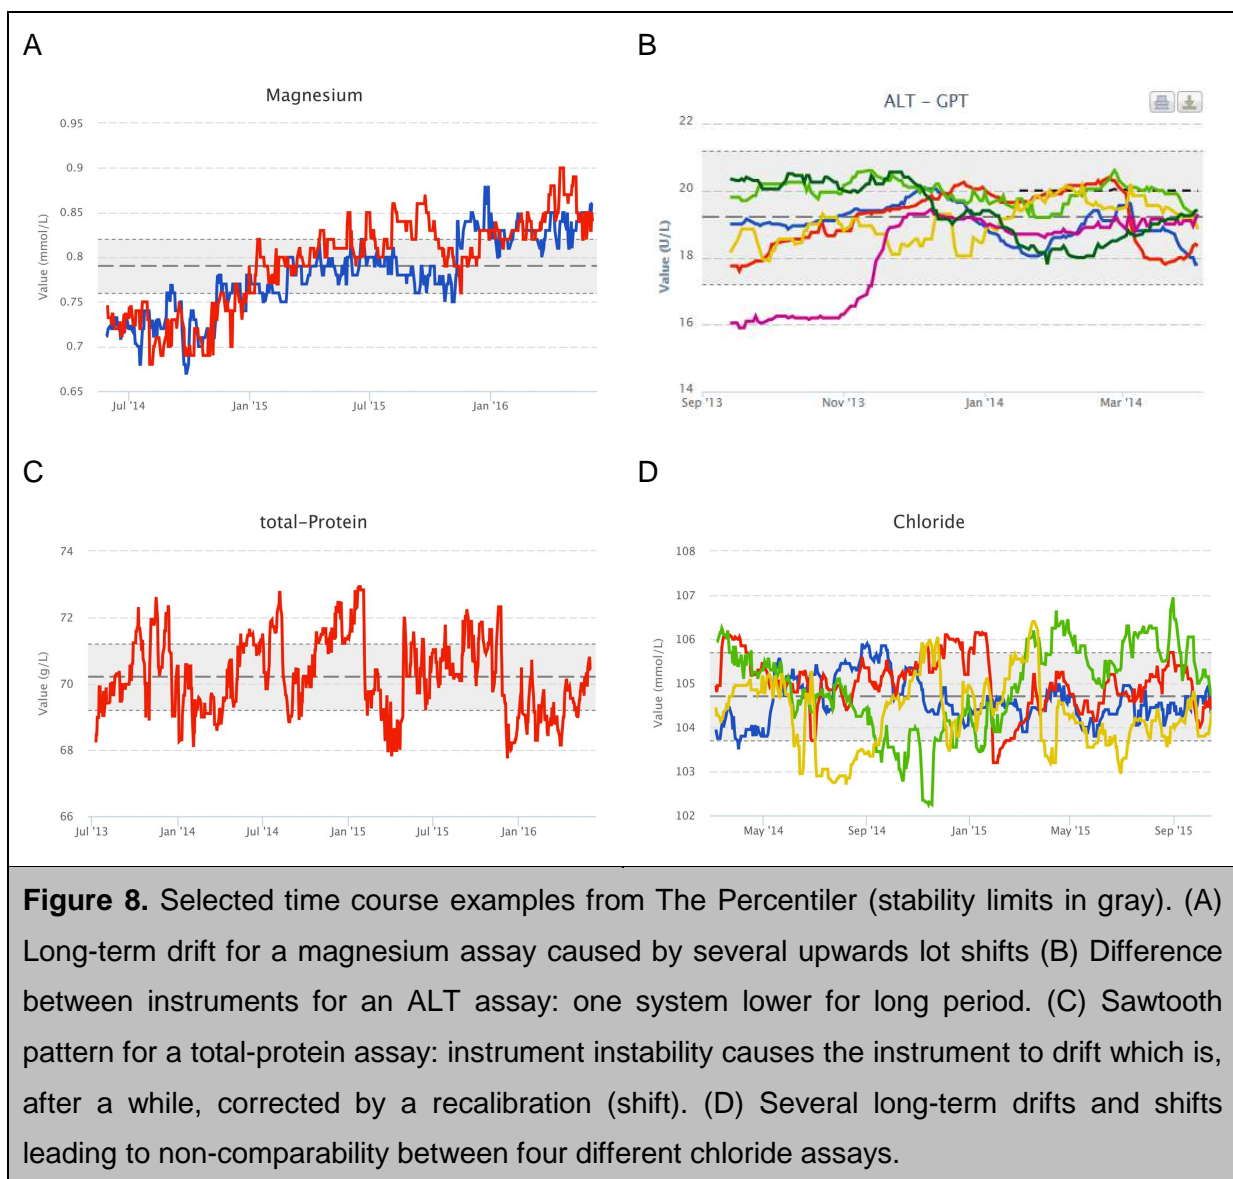 A
Magnesium
0.95
0.9
0.85
0.8
0.75
0.7
0.65
Value (mmol/L)
Jul '14
Jan '15
Jul '15
Jan '16
B
ALT - GPT
22
20
18
16
14
Value (U/L)
Sep '13
Nov '13
Jan '14
Mar '14
C
total-Protein
74
72
70
68
66
Value (g/L)
Jul '13
Jan '14
Jul '14
Jan '15
Jul '15
Jan '16
D
Chloride
108
107
106
105
104
103
102
Value (mmol/L)
May '14
Sep '14
Jan '15
May '15
Sep '15
Figure 8. Selected time course examples from The Percentiler (stability limits in gray). (A)
Long-term drift for a magnesium assay caused by several upwards lot shifts (B) Difference
between instruments for an ALT assay: one system lower for long period. (C) Sawtooth
pattern for a total-protein assay: instrument instability causes the instrument to drift which is,
after a while, corrected by a recalibration (shift). (D) Several long-term drifts and shifts
leading to non-comparability between four different chloride assays.